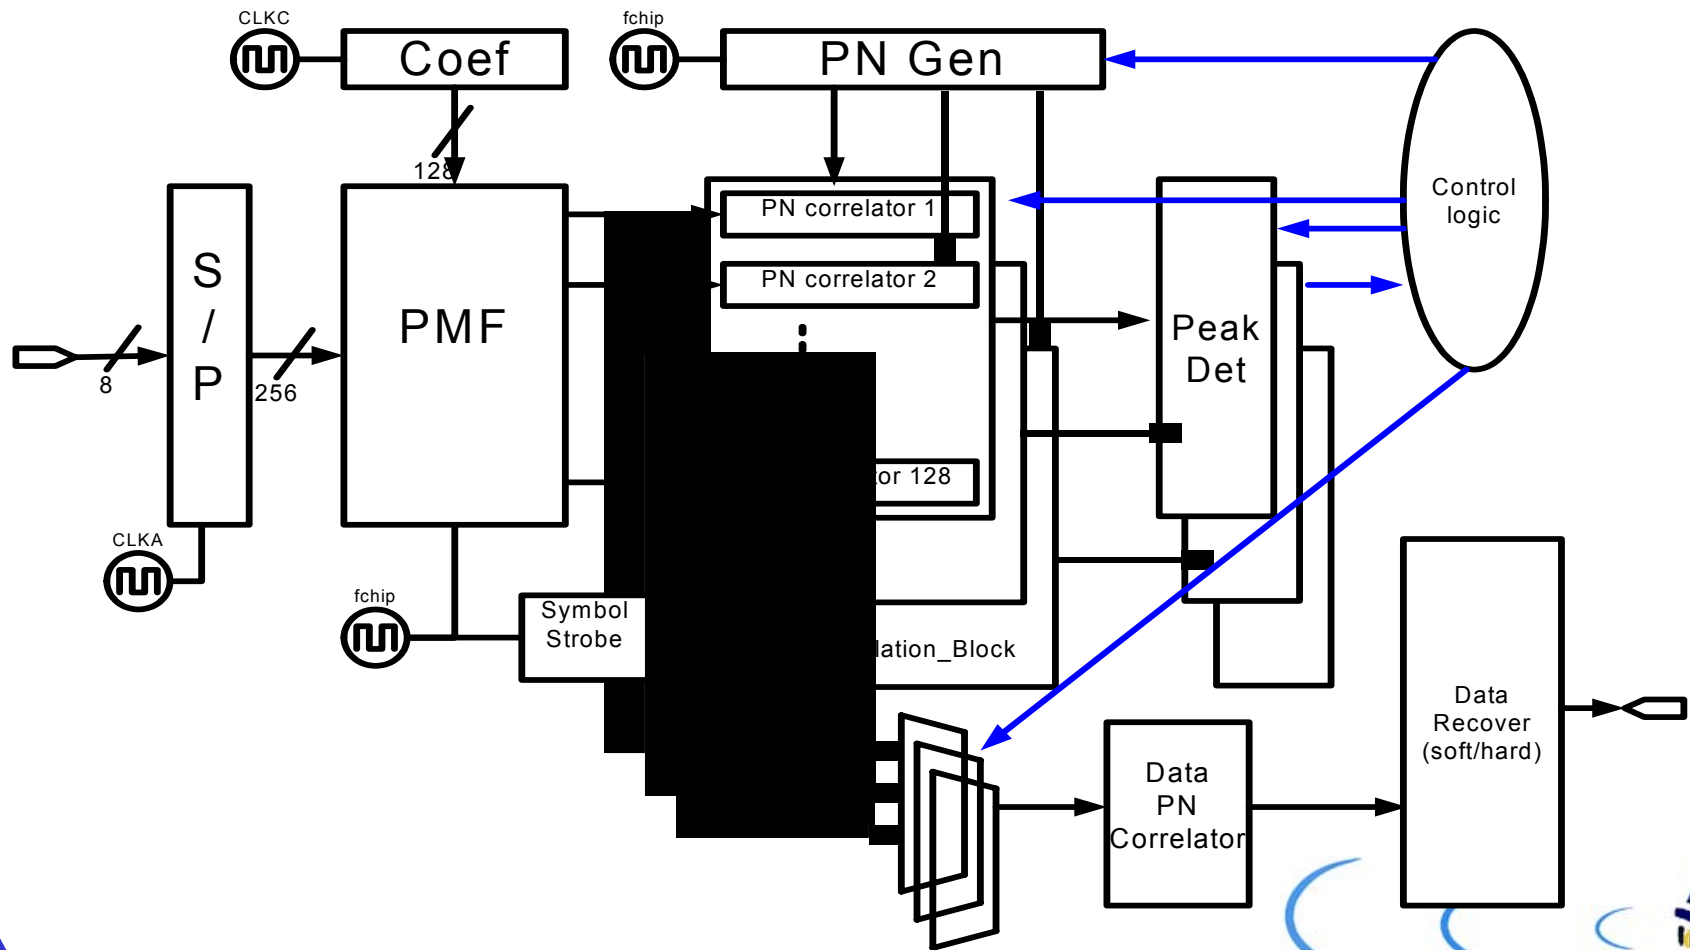 CLKC
fchip
Coef
PN Gen
128
PN correlator 1
Control
logic
S
/
P
PN correlator 2
PMF
Peak
Det
8
256
tor 128
CLKA
fchip
Symbol
Strobe
lation_Block
Data
Recover
(soft/hard)
Data
PN
Correlator